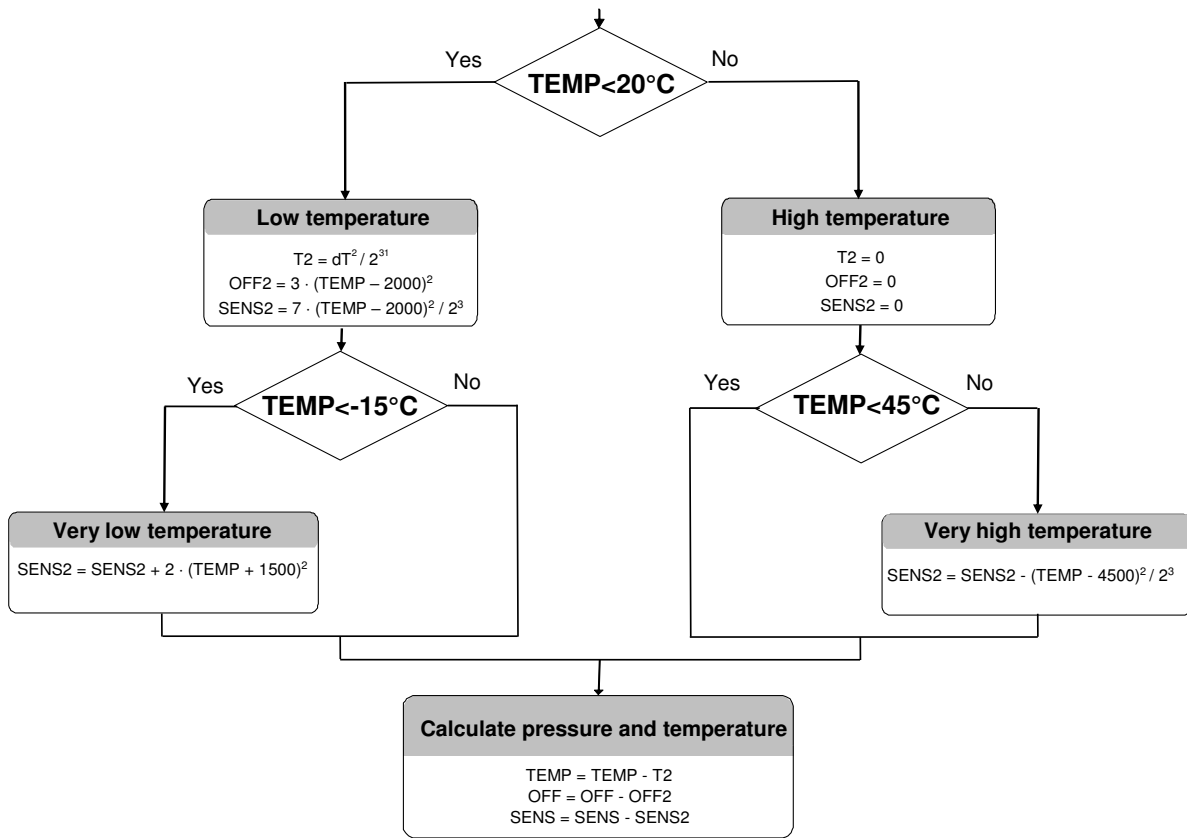 Yes
No
TEMP<20°C
Low temperature
T2 = dT² / 2³¹
OFF2 = 3 · (TEMP – 2000)²
SENS2 = 7 · (TEMP – 2000)² / 2³
High temperature
T2 = 0
OFF2 = 0
SENS2 = 0
Yes
No
TEMP<-15°C
Yes
No
TEMP<45°C
Very low temperature
SENS2 = SENS2 + 2 · (TEMP + 1500)²
Very high temperature
SENS2 = SENS2 - (TEMP - 4500)² / 2³
Calculate pressure and temperature
TEMP = TEMP - T2
OFF = OFF - OFF2
SENS = SENS - SENS2